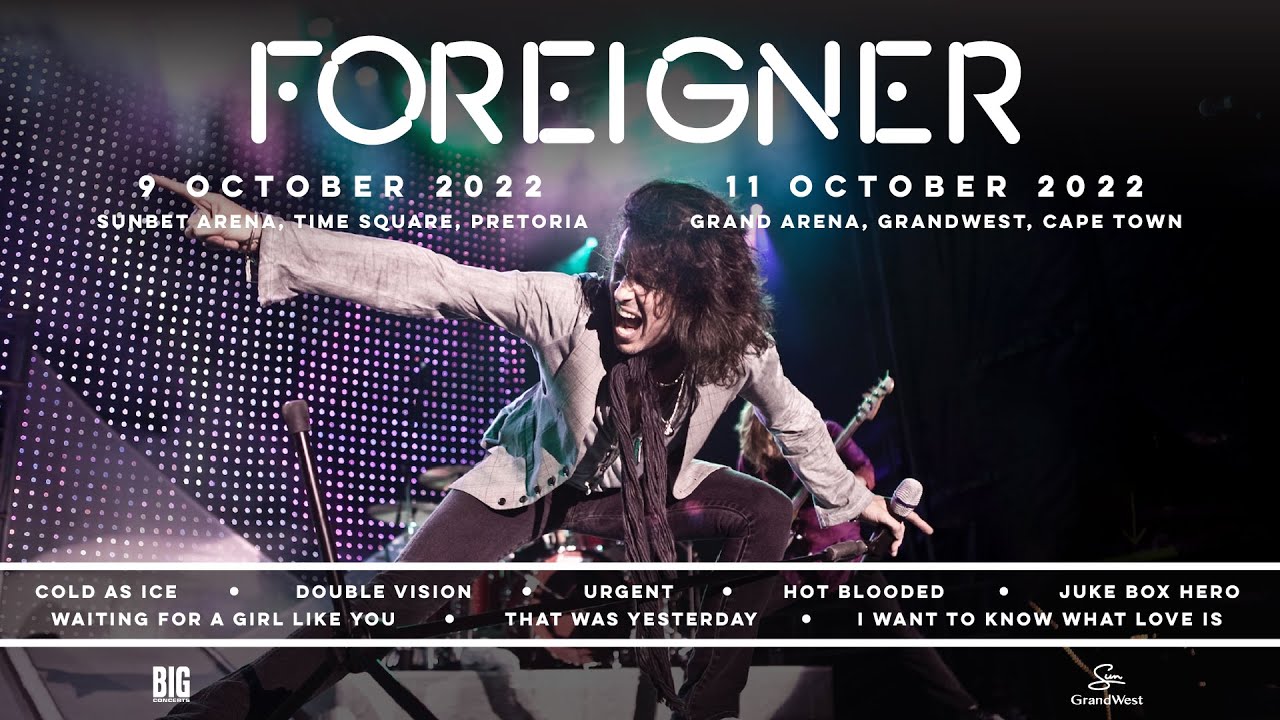 FOREIGNER
9 OCTOBER 2022
SUNBET ARENA, TIME SQUARE, PRETORIA
11 OCTOBER 2022
GRAND ARENA, GRANDWEST, CAPE TOWN
COLD AS ICE • DOUBLE VISION • URGENT • HOT BLOODED • JUKE BOX HERO
WAITING FOR A GIRL LIKE YOU • THAT WAS YESTERDAY • I WANT TO KNOW WHAT LOVE IS
BIG
CONCERTS
Sun
GrandWest